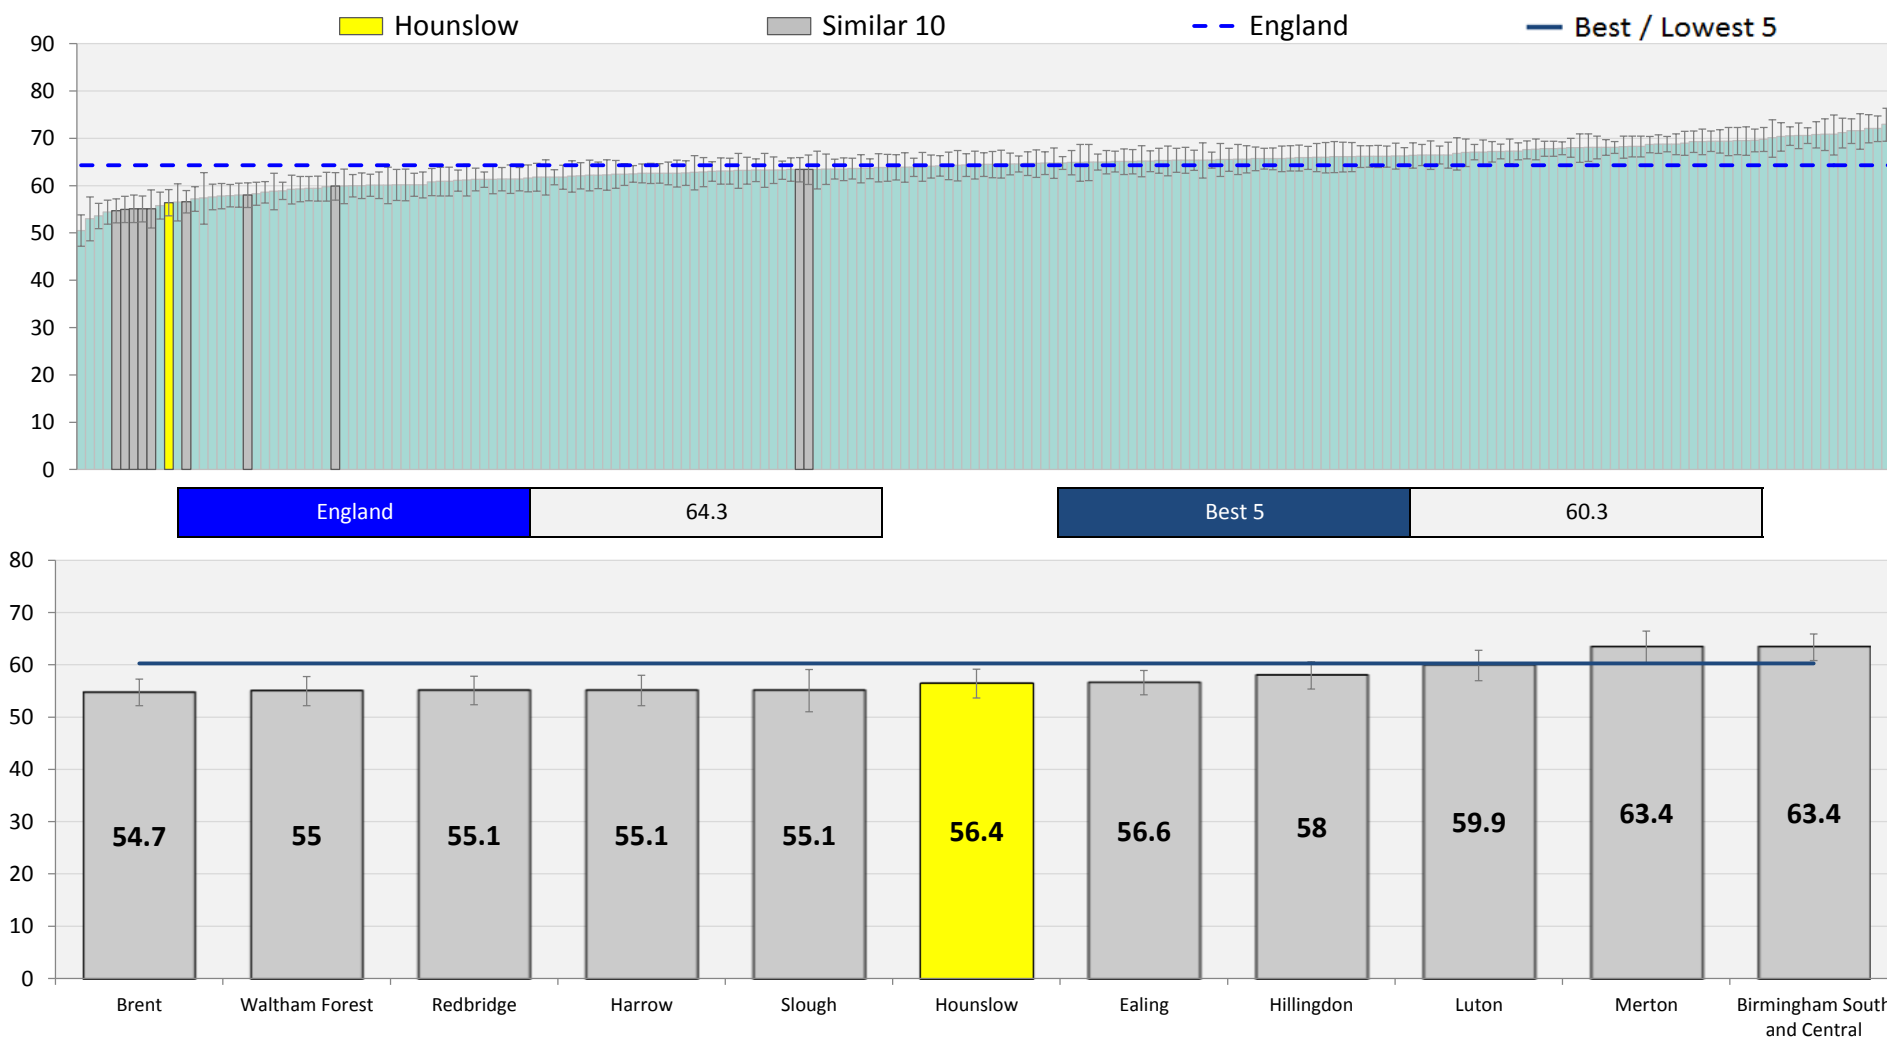 Hounslow
Similar 10
England
Best / Lowest 5
90
80
70
60
50
40
30
20
10
0
England
64.3
Best 5
60.3
80
70
60
50
40
30
20
10
0
54.7
55
55.1
55.1
55.1
56.4
56.6
58
59.9
63.4
63.4
Brent
Waltham Forest
Redbridge
Harrow
Slough
Hounslow
Ealing
Hillingdon
Luton
Merton
Birmingham South
and Central